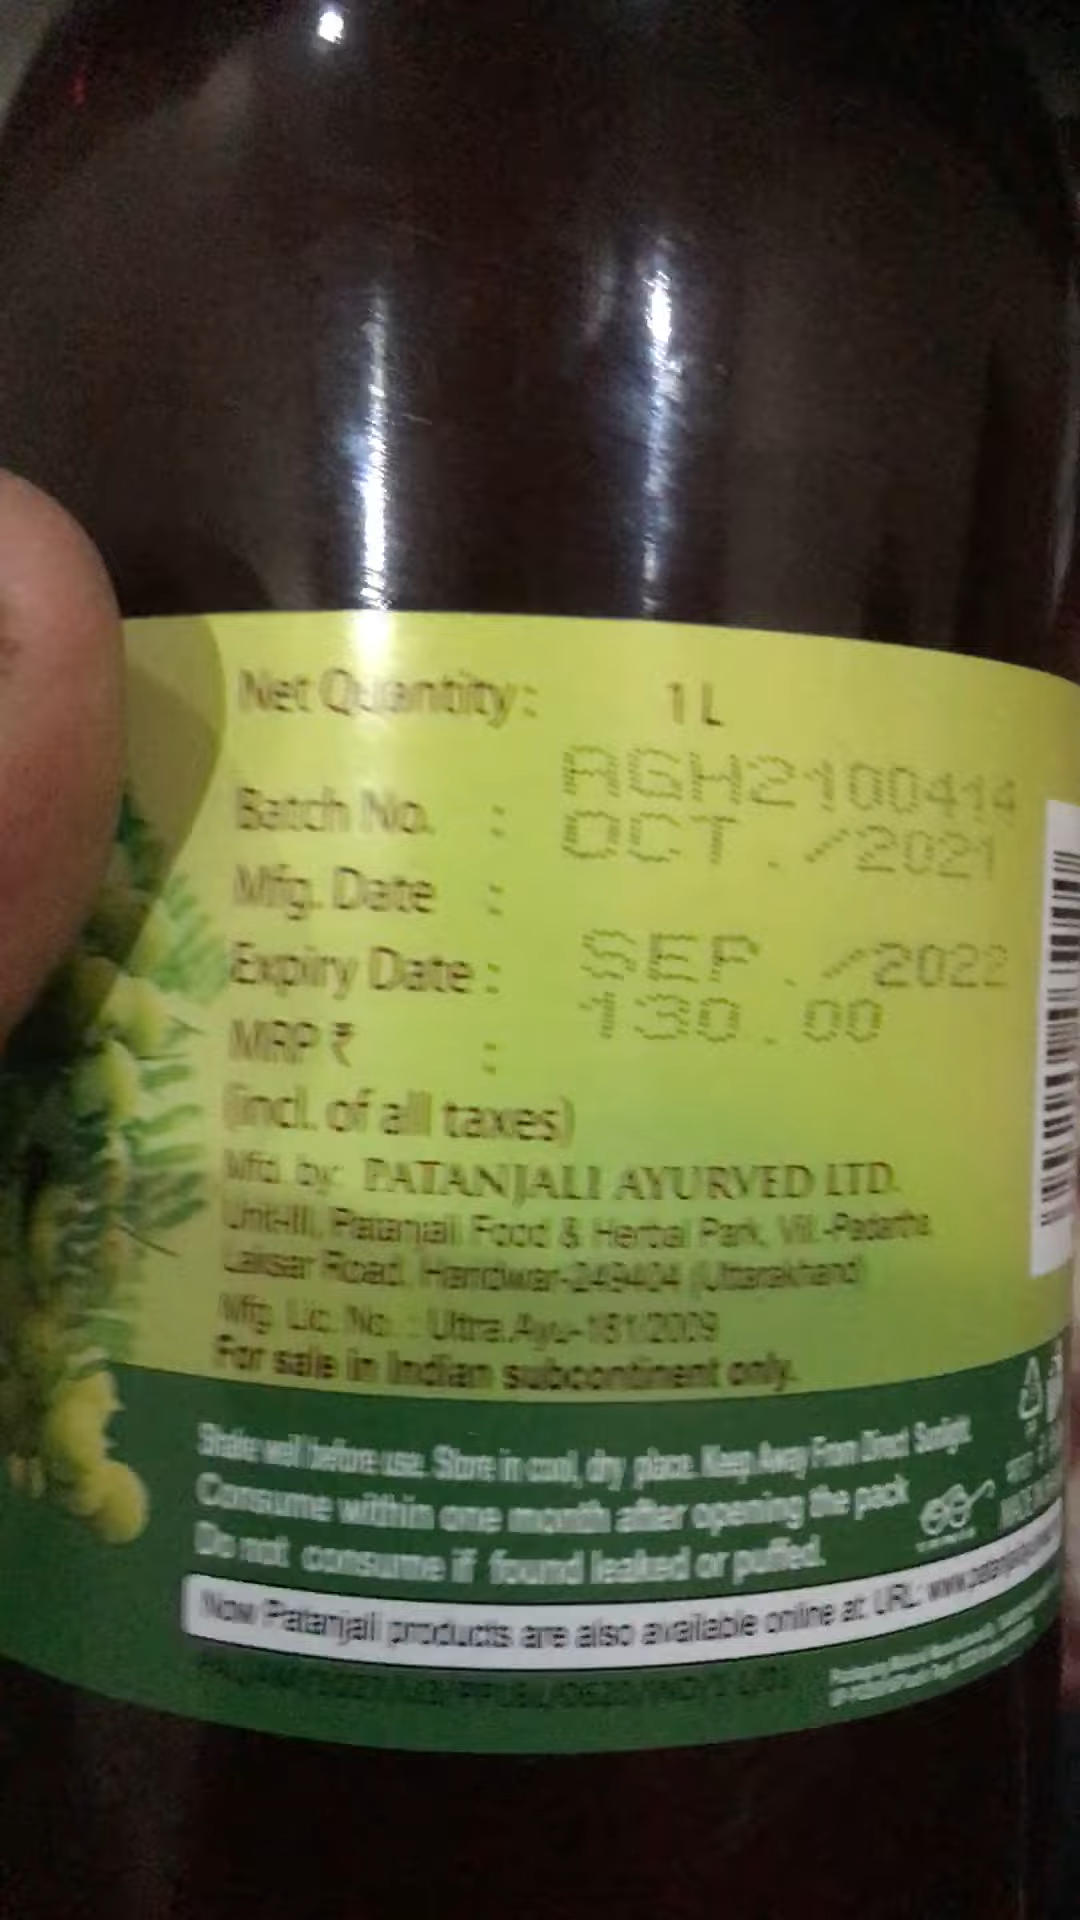 Net Quantity: 1 L
Batch No. : AGH2100414
Mfg. Date : OCT./2021
Expiry Date : SEP./2022
MRP ₹ : 130.00
(incl. of all taxes)
Mfd. by: PATANJALI AYURVED LTD.
Unit-III, Patanjali Food & Herbal Park, Vill.-Padartha
Laksar Road, Haridwar-249404 (Uttarakhand)
Mfg. Lic. No. : Uttra.Ayu-181/2009
For sale in Indian subcontinent only.
Shake well before use. Store in cool, dry place. Keep Away From Direct Sunlight.
Consume within one month after opening the pack
Do not consume if found leaked or puffed.
Now Patanjali products are also available online at: URL: